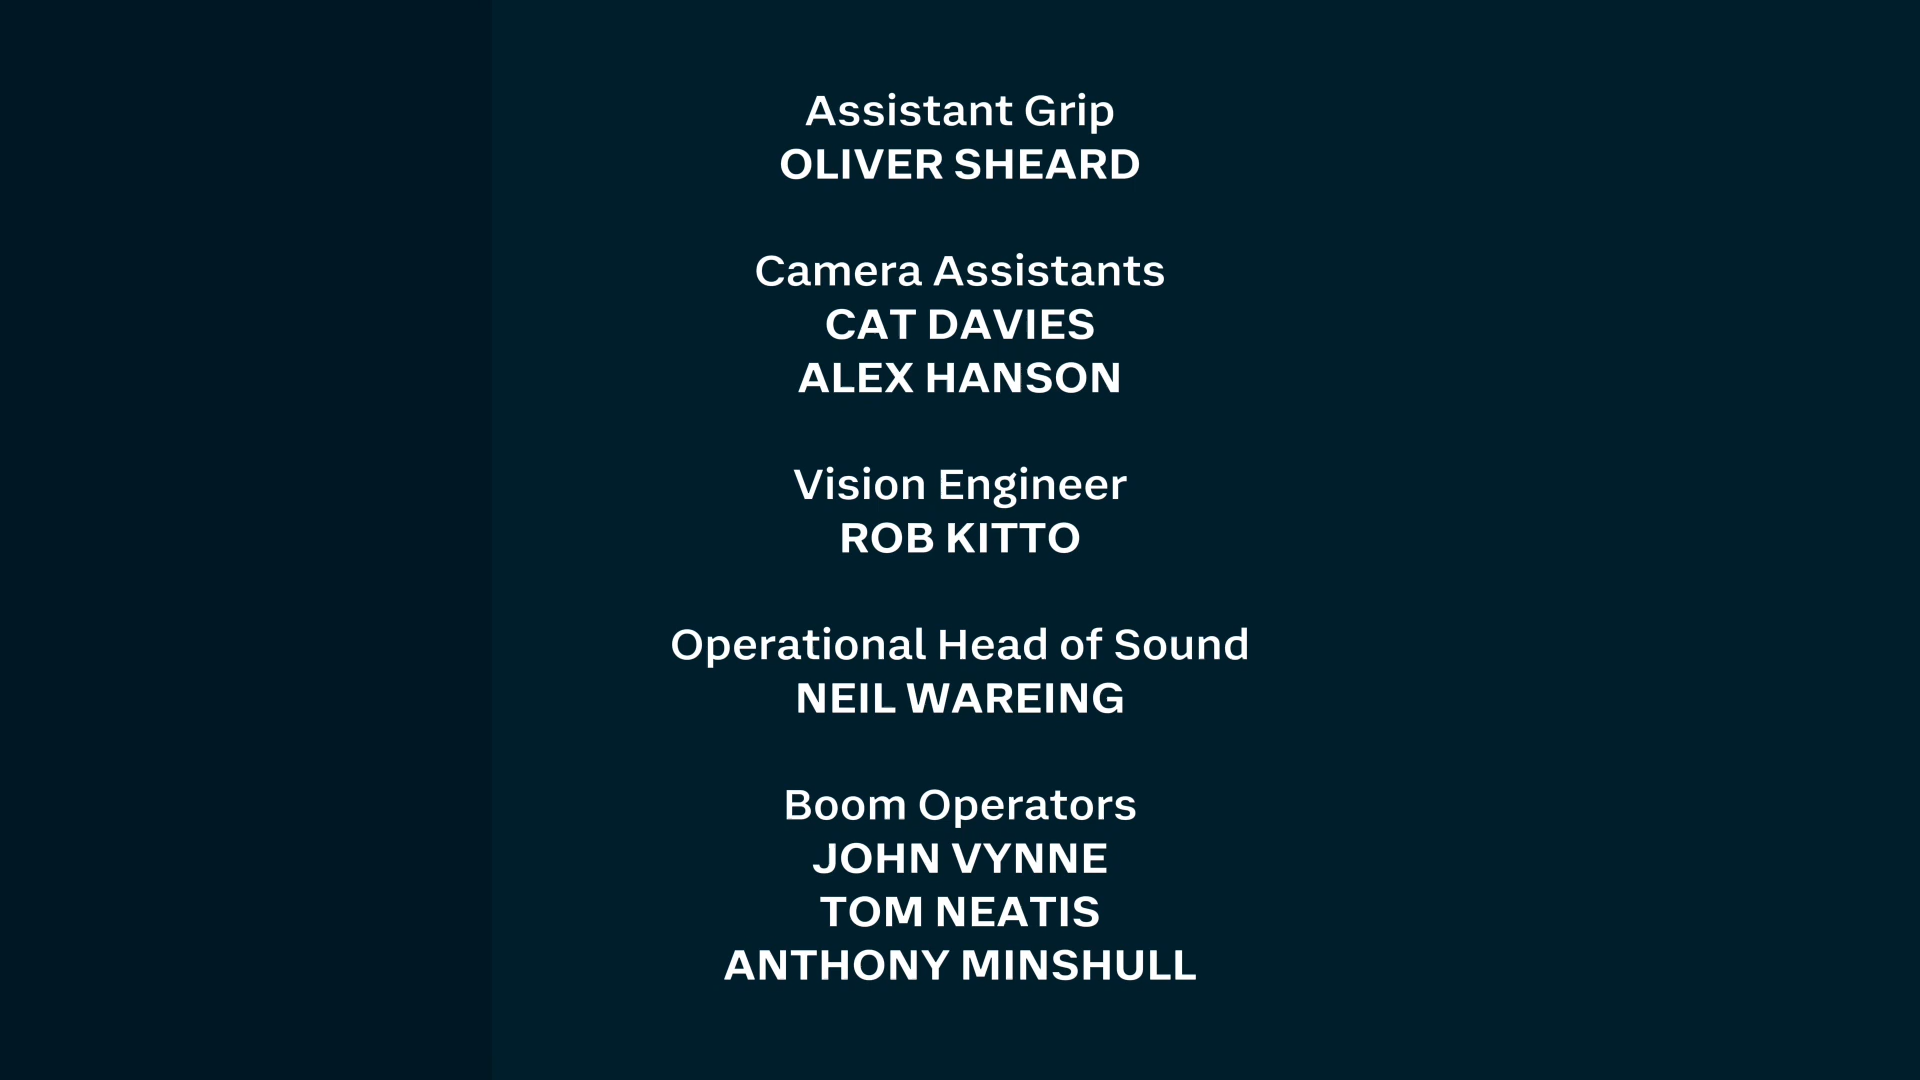 Assistant Grip
OLIVER SHEARD
Camera Assistants
CAT DAVIES
ALEX HANSON
Vision Engineer
ROB KITTO
Operational Head of Sound
NEIL WAREING
Boom Operators
JOHN VYNNE
TOM NEATIS
ANTHONY MINSHULL